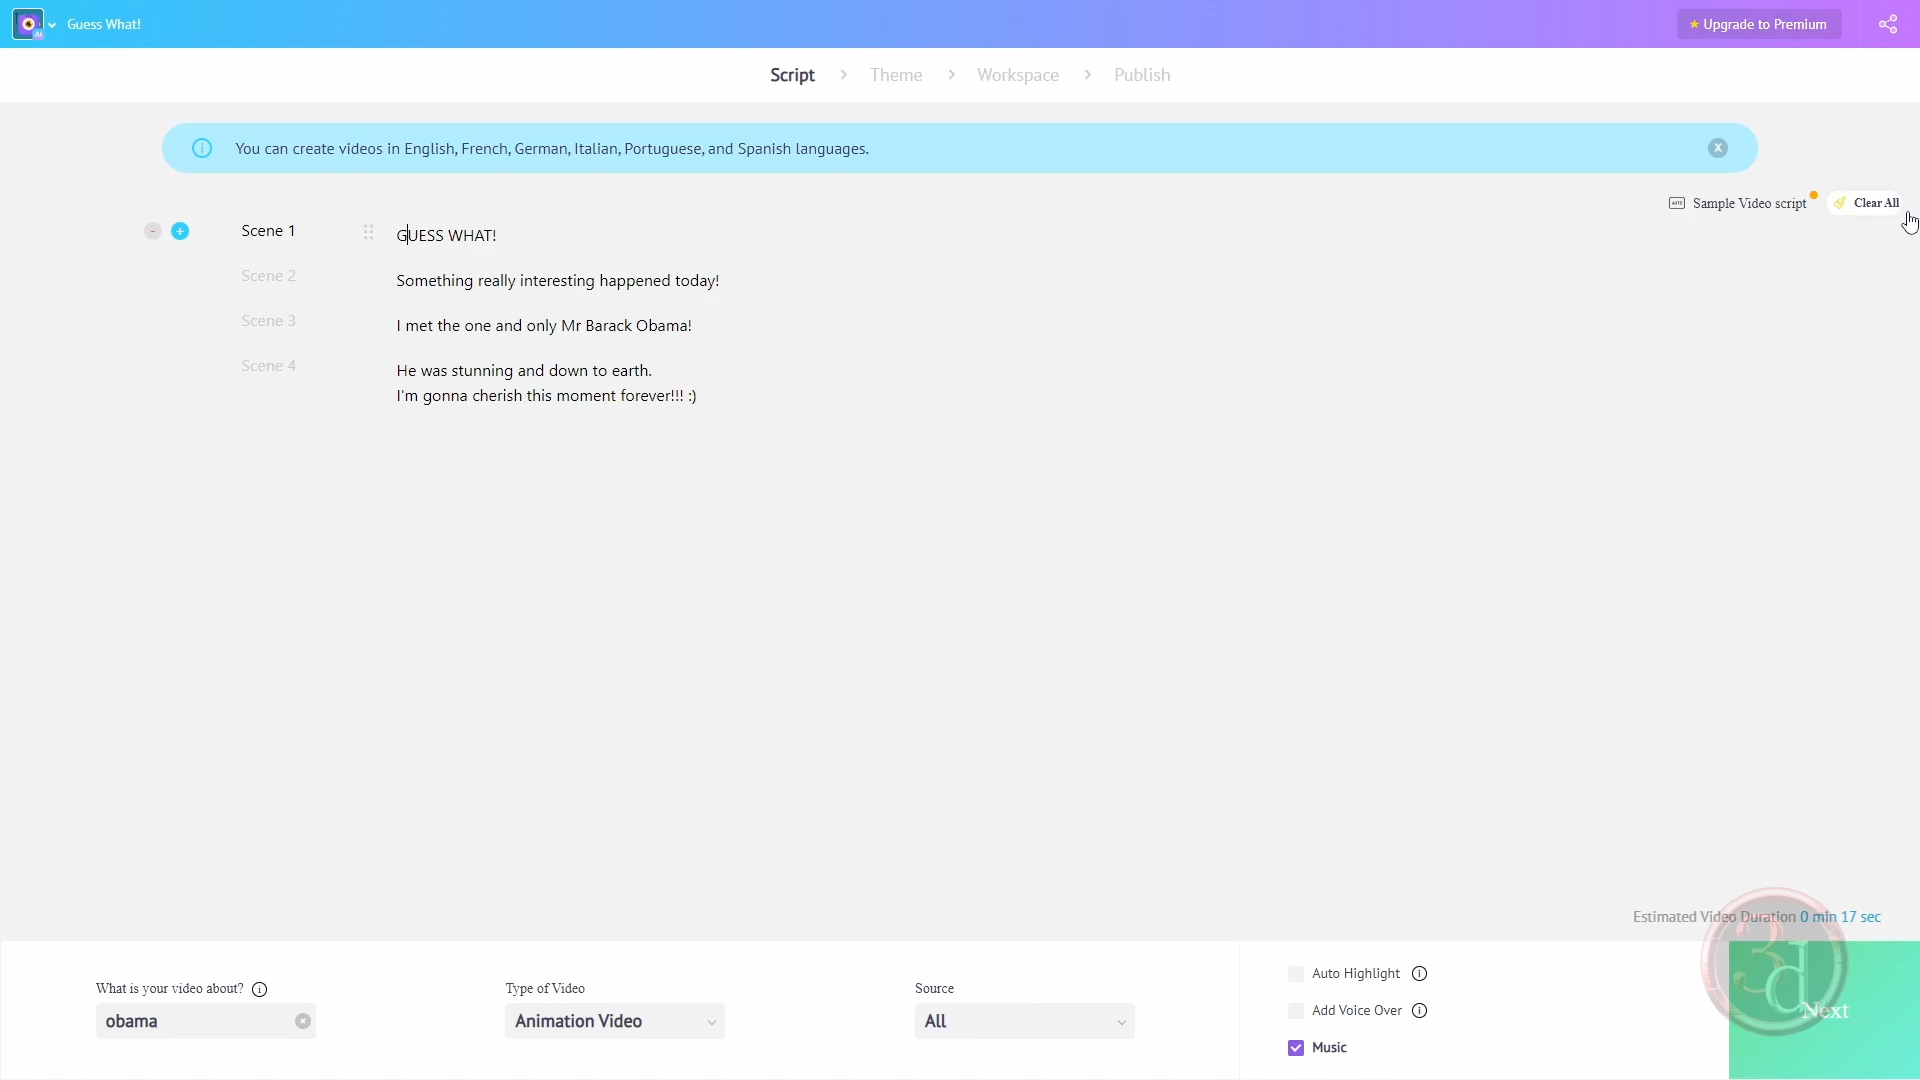 AI
Guess What!
Upgrade to Premium
Script
Theme
Workspace
Publish
You can create videos in English, French, German, Italian, Portuguese, and Spanish languages.
X
Sample Video script
Clear All
Scene 1
GUESS WHAT!
Scene 2
Something really interesting happened today!
Scene 3
I met the one and only Mr Barack Obama!
Scene 4
He was stunning and down to earth.
I'm gonna cherish this moment forever!!! :)
Estimated Video Duration 0 min 17 sec
What is your video about?
obama
Type of Video
Animation Video
Source
All
Auto Highlight
Add Voice Over
Music
3d
Next